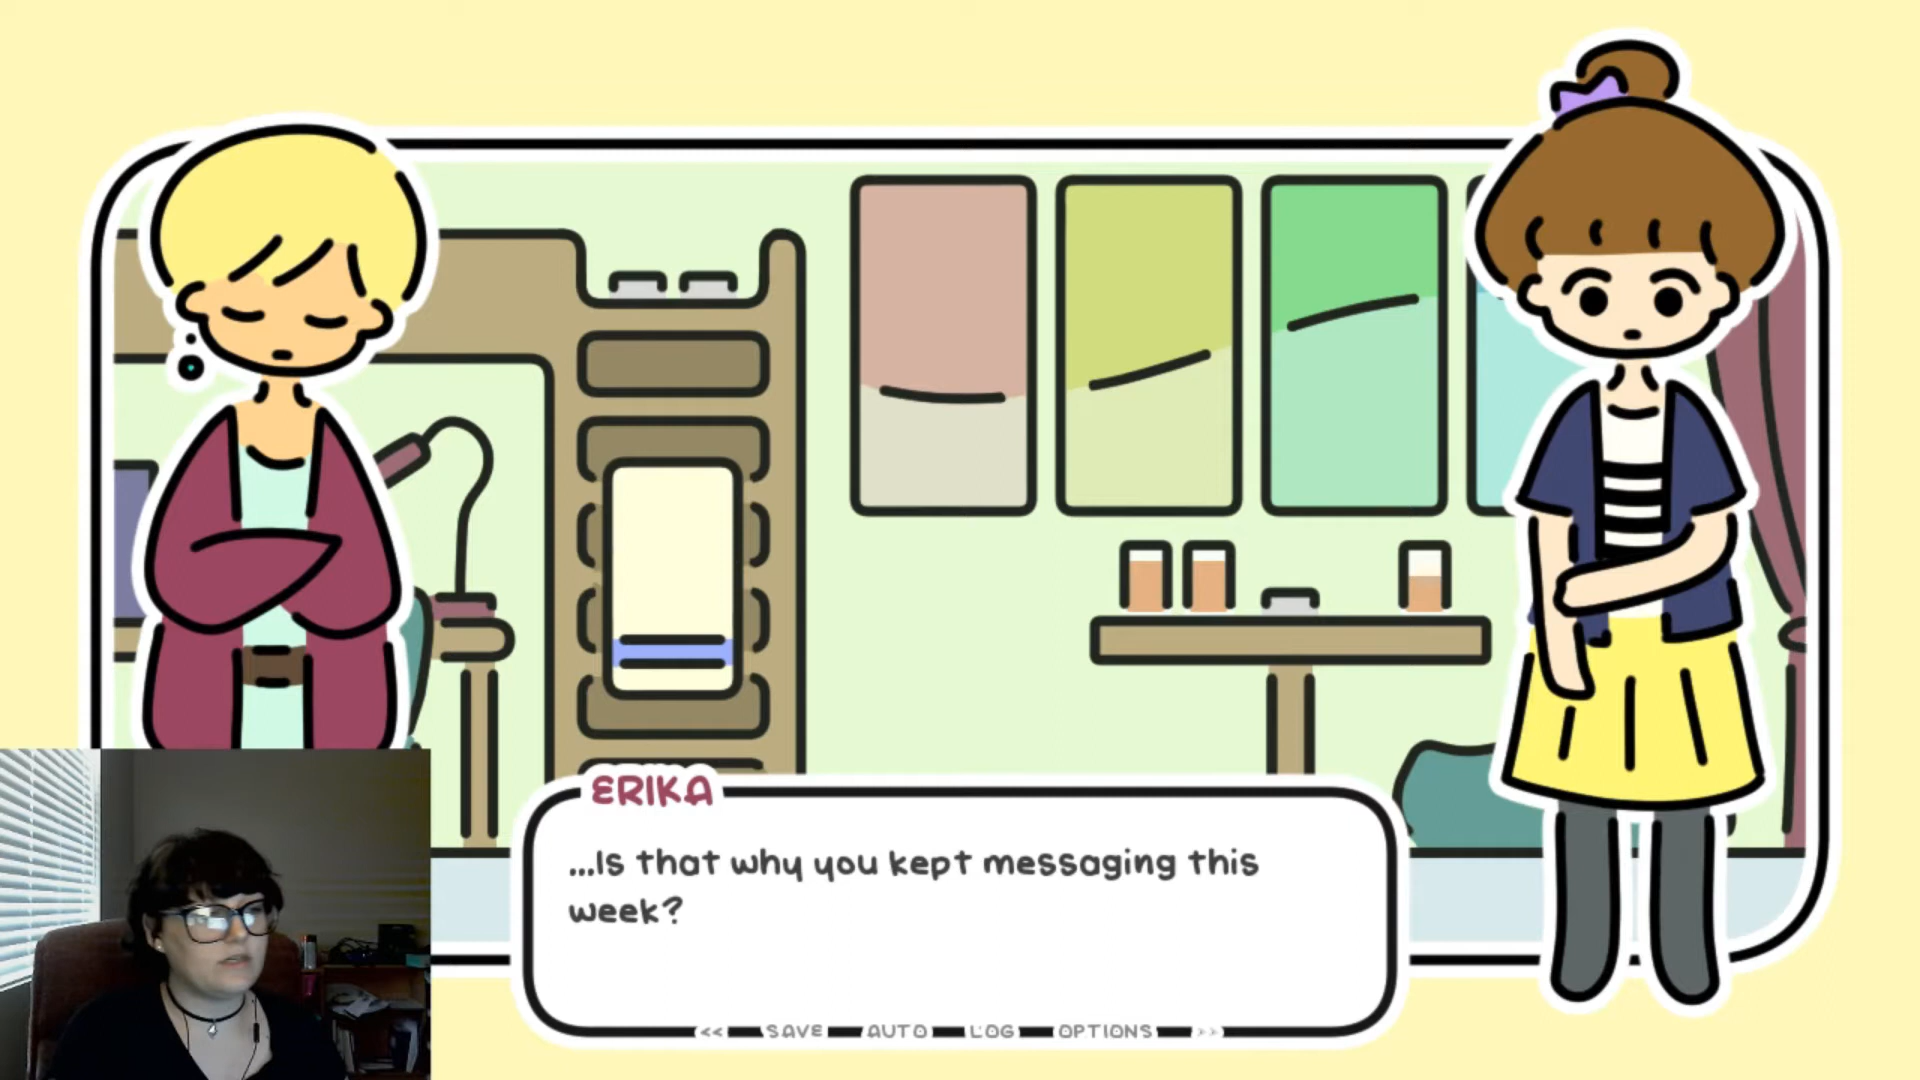 ERIKA
...Is that why you kept messaging this
week?
<< SAVE AUTO LOG OPTIONS >>